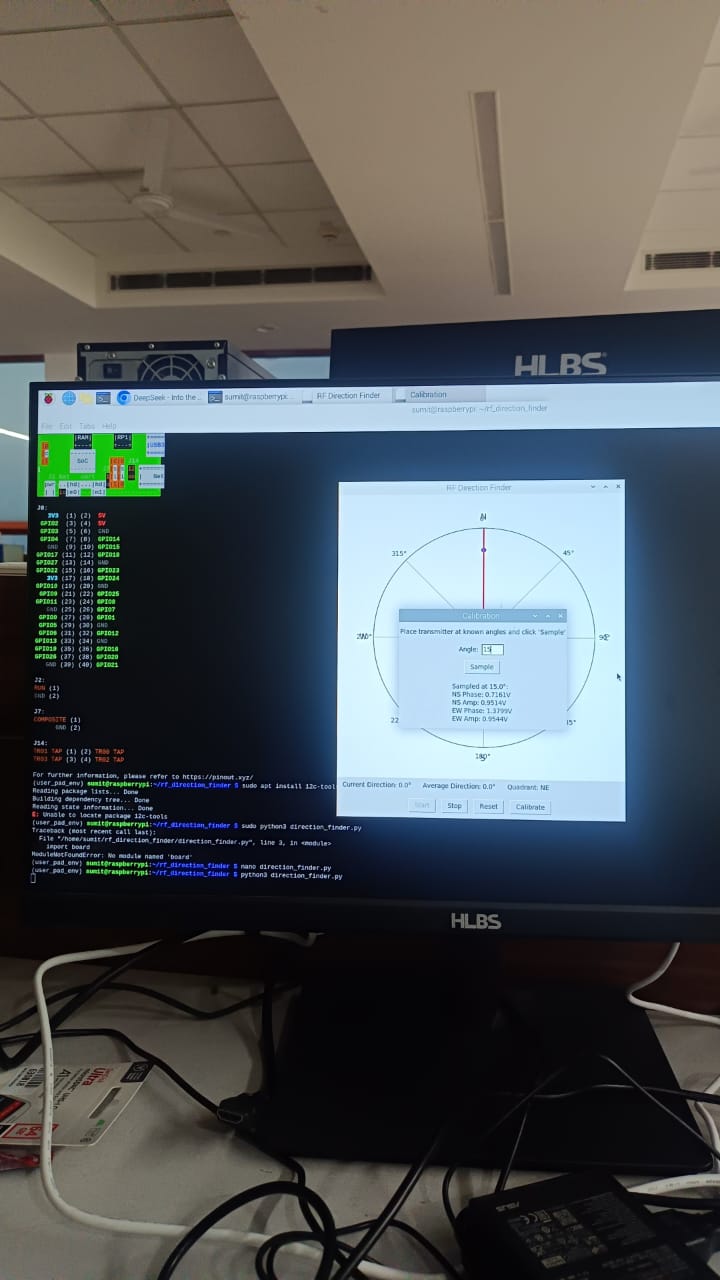 HLBS
DeepSeek - Into the ...
sumit@raspberrypi...
RF Direction Finder
Calibration
sumit@raspberrypi: ~/rf_direction_finder
File Edit Tabs Help
|RAM|
|RP1|
SoC
J8:
3V3 (1) (2) 5V
GPIO2 (3) (4) 5V
GPIO3 (5) (6) GND
GPIO4 (7) (8) GPIO14
GND (9) (10) GPIO15
GPIO17 (11) (12) GPIO18
GPIO27 (13) (14) GND
GPIO22 (15) (16) GPIO23
3V3 (17) (18) GPIO24
GPIO10 (19) (20) GND
GPIO9 (21) (22) GPIO25
GPIO11 (23) (24) GPIO8
GND (25) (26) GPIO7
GPIO0 (27) (28) GPIO1
GPIO5 (29) (30) GND
GPIO6 (31) (32) GPIO12
GPIO13 (33) (34) GND
GPIO19 (35) (36) GPIO16
GPIO26 (37) (38) GPIO20
GND (39) (40) GPIO21
J2:
RUN (1)
GND (2)
J7:
COMPOSITE (1)
GND (2)
J14:
TR01 TAP (1) (2) TR00 TAP
TR03 TAP (3) (4) TR02 TAP
For further information, please refer to https://pinout.xyz/
(user_pad_env) sumit@raspberrypi:~/rf_direction_finder $ sudo apt install i2c-tool
Reading package lists... Done
Building dependency tree... Done
Reading state information... Done
E: Unable to locate package i2c-tools
(user_pad_env) sumit@raspberrypi:~/rf_direction_finder $ sudo python3 direction_finder.py
Traceback (most recent call last):
File "/home/sumit/rf_direction_finder/direction_finder.py", line 3, in <module>
import board
ModuleNotFoundError: No module named 'board'
(user_pad_env) sumit@raspberrypi:~/rf_direction_finder $ nano direction_finder.py
(user_pad_env) sumit@raspberrypi:~/rf_direction_finder $ python3 direction_finder.py
RF Direction Finder
N
315°
45°
Calibration
Place transmitter at known angles and click 'Sample'
Angle: 15
Sample
Sampled at 15.0°:
NS Phase: 0.7161V
NS Amp: 0.9514V
EW Phase: 1.3799V
EW Amp: 0.9544V
22
5°
180°
Current Direction: 0.0° Average Direction: 0.0° Quadrant: NE
Start Stop Reset Calibrate
HLBS
Ultra
ASUS